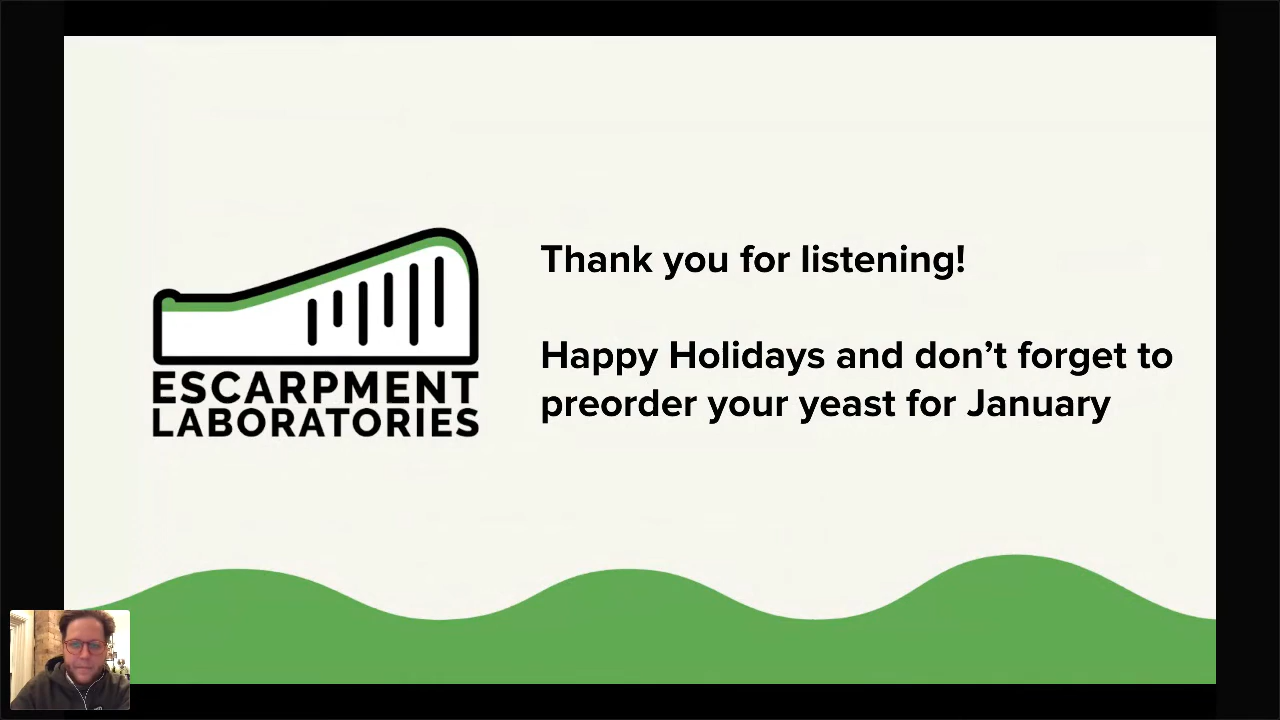 ESCARPMENT
LABORATORIES
Thank you for listening!
Happy Holidays and don’t forget to
preorder your yeast for January